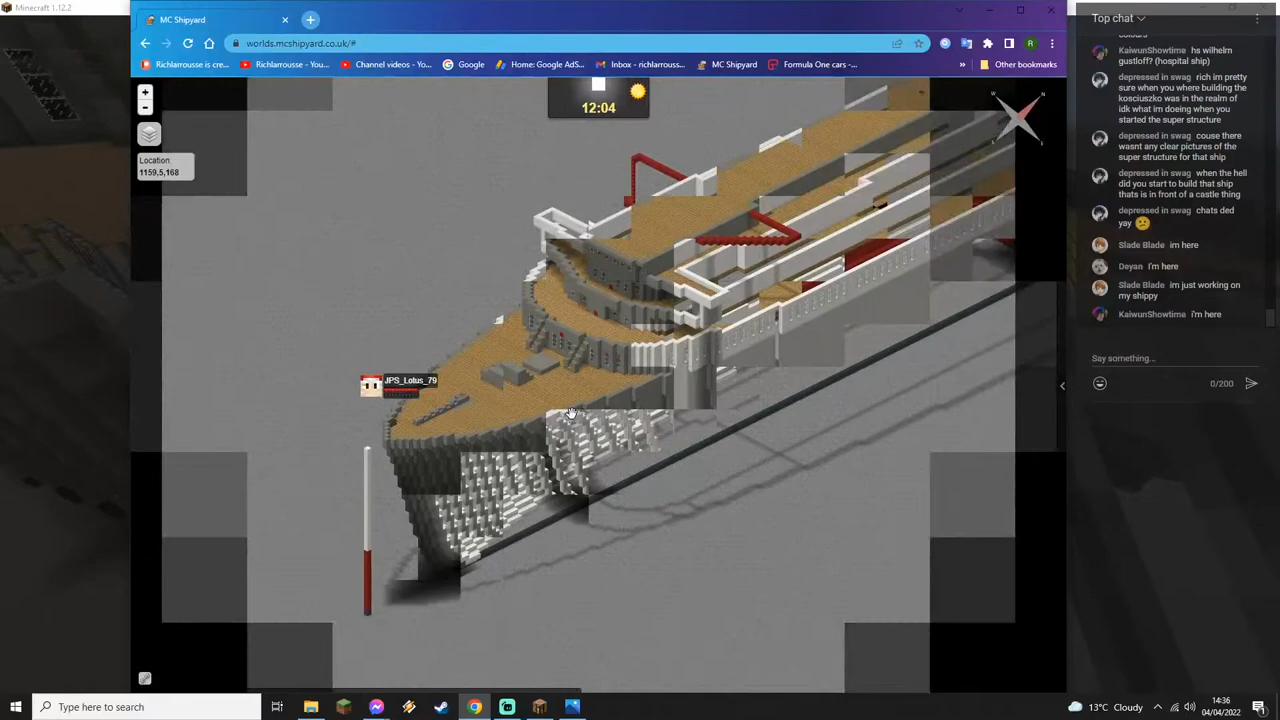 Minecraft 1.12.2
MC Shipyard
worlds.mcshipyard.co.uk/#
R
Richlarrousse is cre...
Richlarrousse - You...
Channel videos - Yo...
Google
Home: Google AdS...
Inbox - richlarrouss...
MC Shipyard
Formula One cars -...
»
Other bookmarks
+
-
12:04
Location
1159,5,168
JPS_Lotus_79
Top chat
KaiwunShowtime hs wilhelm
gustloff? (hospital ship)
depressed in swag rich im pretty
sure when you where building the
kosciuszko was in the realm of
idk what im doeing when you
started the super structure
depressed in swag couse there
wasnt any clear pictures of the
super structure for that ship
depressed in swag when the hell
did you start to build that ship
thats is in front of a castle thing
depressed in swag chats ded
yay
Slade Blade im here
Deyan I'm here
Slade Blade im just working on
my shippy
KaiwunShowtime i'm here
Say something...
0/200
Type here to search
13°C Cloudy
14:36
04/04/2022